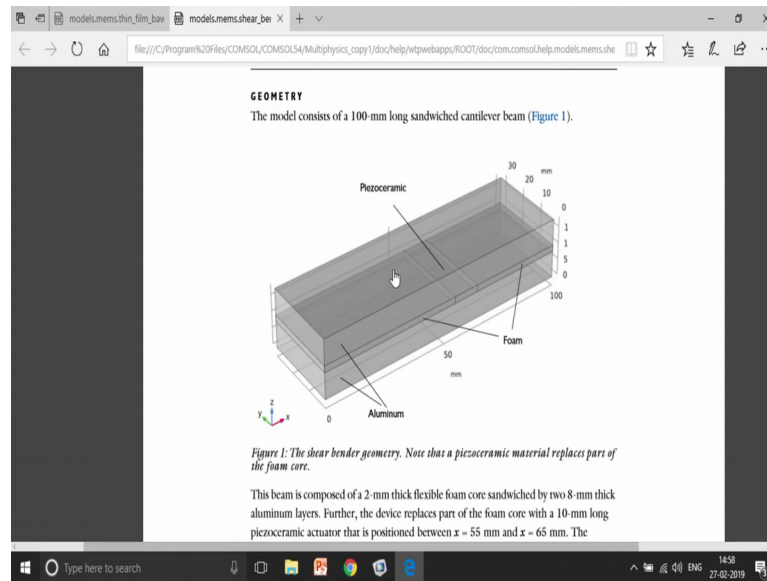 models.mems.thin_film_baw
models.mems.shear_ber
file:///C:/Program%20Files/COMSOL/COMSOL54/Multiphysics_copy1/doc/help/wtpwebapps/ROOT/doc/com.comsol.help.models.mems.she
GEOMETRY
The model consists of a 100-mm long sandwiched cantilever beam (Figure 1).
30
mm
20
Piezoceramic
10
0
1
1
5
0
100
Foam
50
mm
z
y
x
0
Aluminum
Figure 1: The shear bender geometry. Note that a piezoceramic material replaces part of
the foam core.
This beam is composed of a 2-mm thick flexible foam core sandwiched by two 8-mm thick
aluminum layers. Further, the device replaces part of the foam core with a 10-mm long
piezoceramic actuator that is positioned between x = 55 mm and x = 65 mm. The
Type here to search
ENG
14:58
27-02-2019